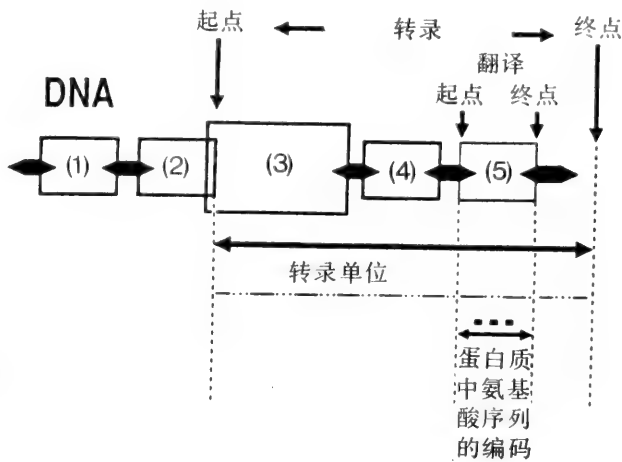 起点 转录 终点
翻译
起点 终点
DNA
(1) (2) (3) (4) (5)
转录单位
蛋白质
中氨基
酸序列
的编码